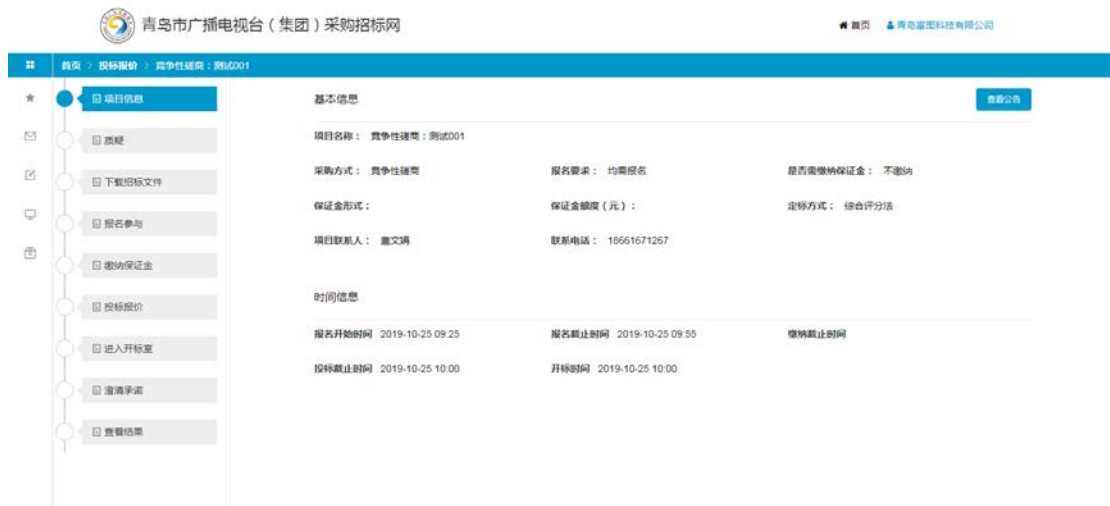 青岛市广播电视台（集团）采购招标网
首页 青岛富图科技有限公司
首页 > 投标报价 > 竞争性磋商：测试001
项目信息
质疑
下载招标文件
报名参与
缴纳保证金
投标报价
进入开标室
澄清承诺
查看结果
基本信息 查看公告
项目名称： 竞争性磋商：测试001
采购方式： 竞争性磋商 报名要求： 均需报名 是否需缴纳保证金： 不缴纳
保证金形式： 保证金额度（元）： 定标方式： 综合评分法
项目联系人： 盖文娟 联系电话： 18661671267
时间信息
报名开始时间 2019-10-25 09:25 报名截止时间 2019-10-25 09:55 缴纳截止时间
投标截止时间 2019-10-25 10:00 开标时间 2019-10-25 10:00